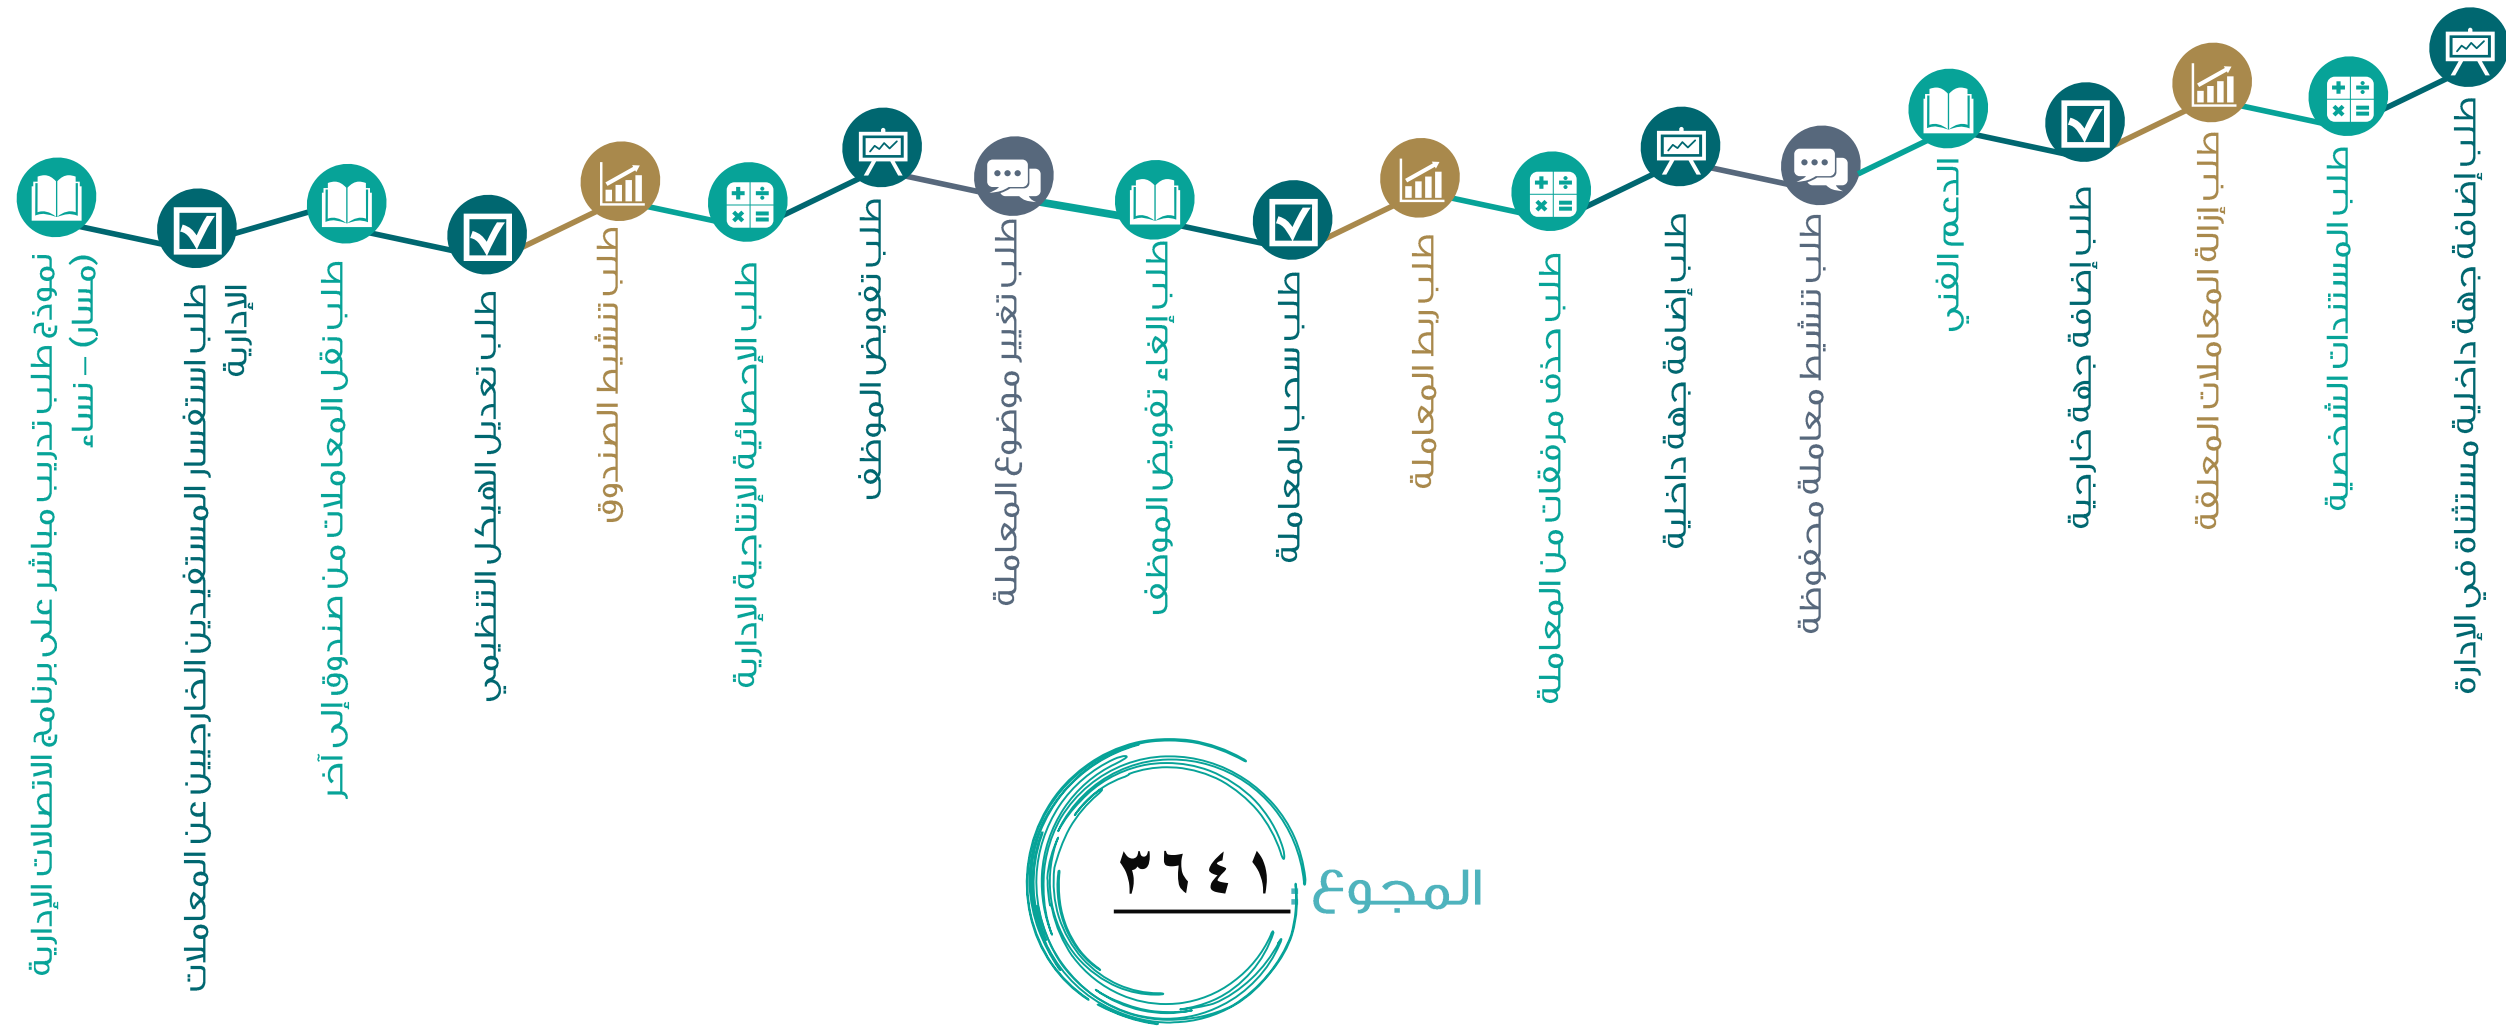 طلب إضافة جهة داخلية مستثناة في إدارة
طلب المستندات الشخصية
طلب إزالة المعاملات المعلقة
طلب إضافة جهة خارجية
الدعم الفني
طلب تنشيط معاملة محفوظة
طلب إضافة جهة داخلية
طلب حذف مرفقات من المعاملة
طلب ربط المعاملة
طلب سحب المعاملة
طلب إلغاء تفويض الموظف
طلب تغيير موضوع المعاملة
طلب تفويض الموظف
طلب الإحصائية الإنتاجية الإدارية
طلب تنشيط الصندوق
طلب تعديل الهيكل التنظيمي
طلب نقل المعاملات من صندوق إلى آخر
طلب استفسار المستفيدين الخارجيين عن المعاملات
الإدارية
نموذج طلب تدريب مباشر على برنامج الاتصالات الإدارية
(مسار) – نساء
المجموع :
٣٦٤١